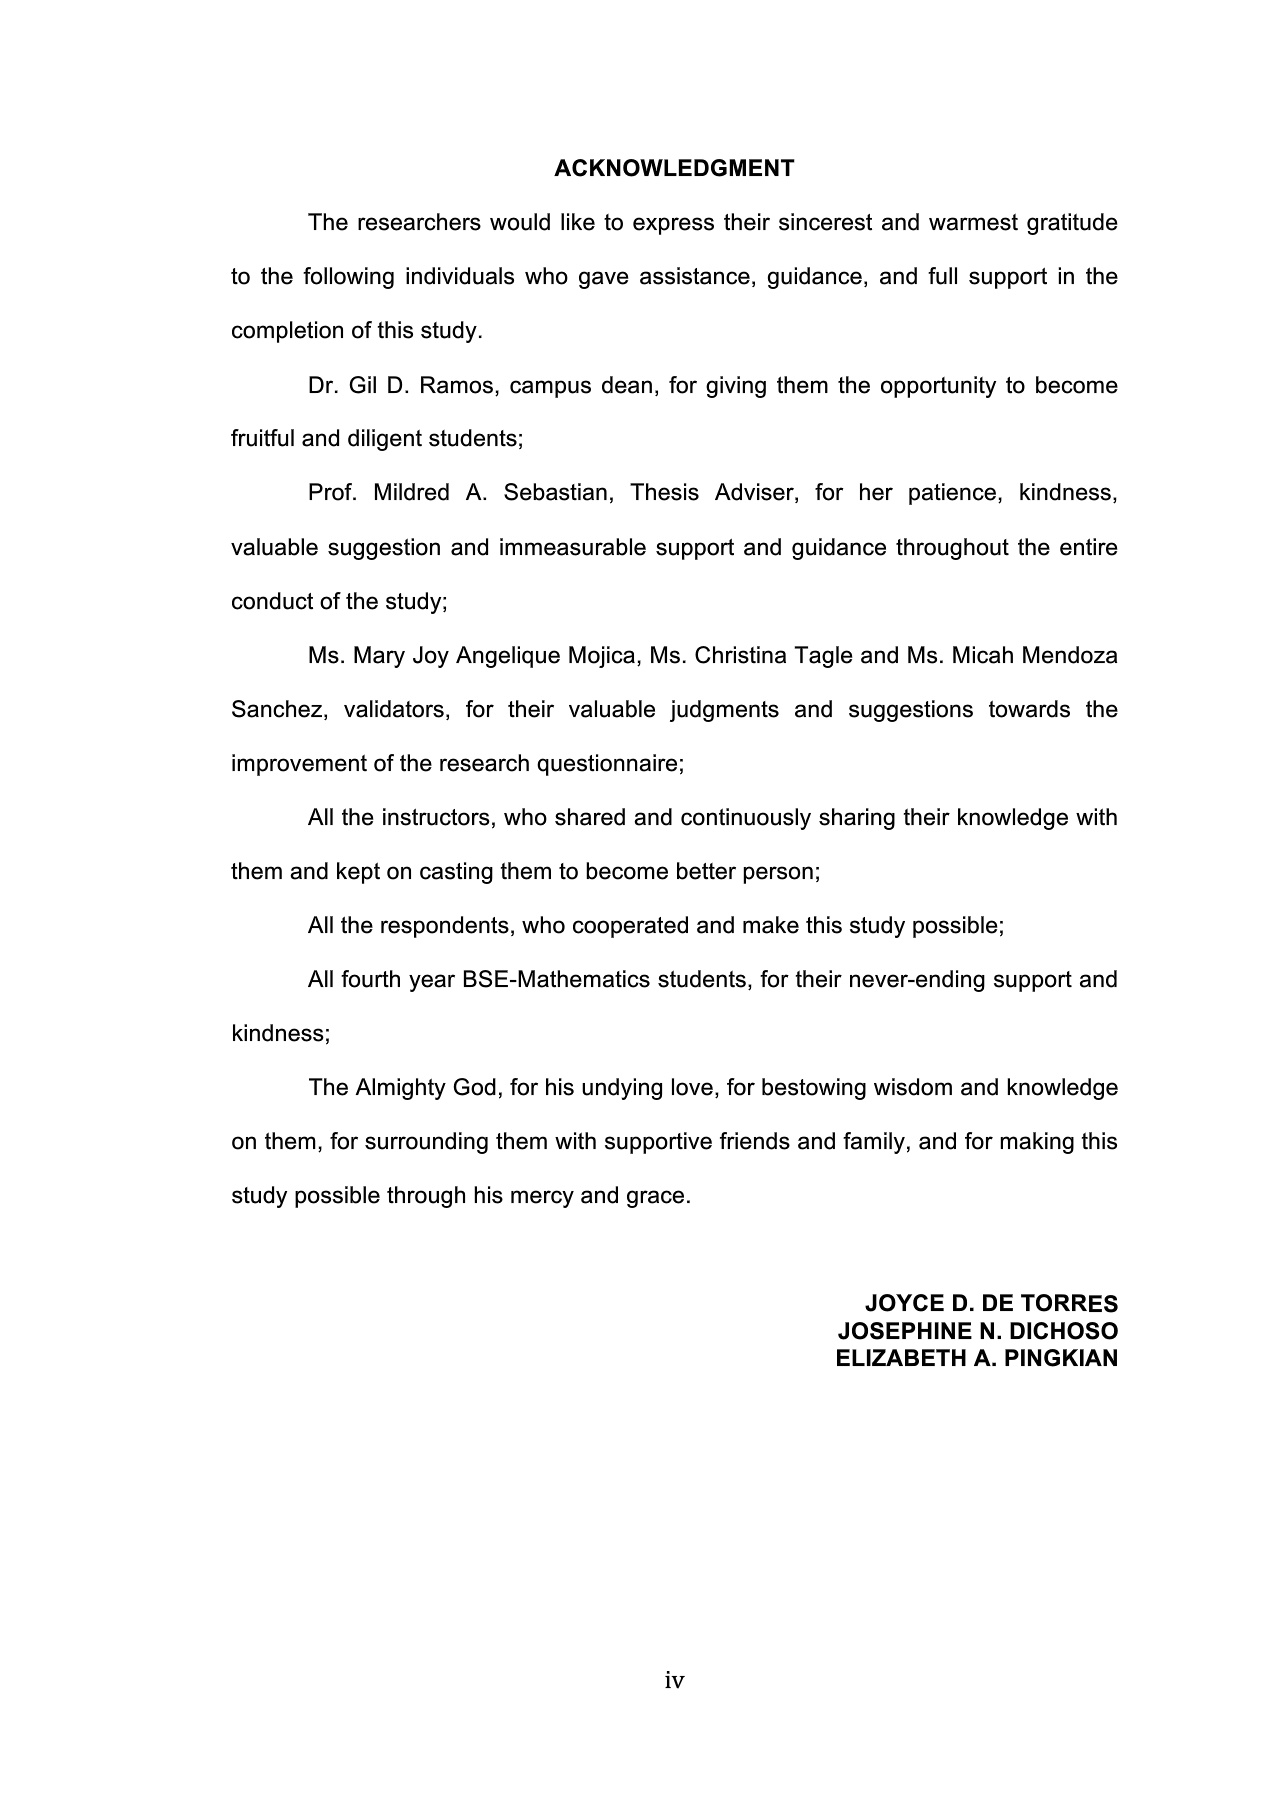 ACKNOWLEDGMENT
The researchers would like to express their sincerest and warmest gratitude
to the following individuals who gave assistance, guidance, and full support in the
completion of this study.
Dr. Gil D. Ramos, campus dean, for giving them the opportunity to become
fruitful and diligent students;
Prof. Mildred A. Sebastian, Thesis Adviser, for her patience, kindness,
valuable suggestion and immeasurable support and guidance throughout the entire
conduct of the study;
Ms. Mary Joy Angelique Mojica, Ms. Christina Tagle and Ms. Micah Mendoza
Sanchez, validators, for their valuable judgments and suggestions towards the
improvement of the research questionnaire;
All the instructors, who shared and continuously sharing their knowledge with
them and kept on casting them to become better person;
All the respondents, who cooperated and make this study possible;
All fourth year BSE-Mathematics students, for their never-ending support and
kindness;
The Almighty God, for his undying love, for bestowing wisdom and knowledge
on them, for surrounding them with supportive friends and family, and for making this
study possible through his mercy and grace.
JOYCE D. DE TORRES
JOSEPHINE N. DICHOSO
ELIZABETH A. PINGKIAN
iv